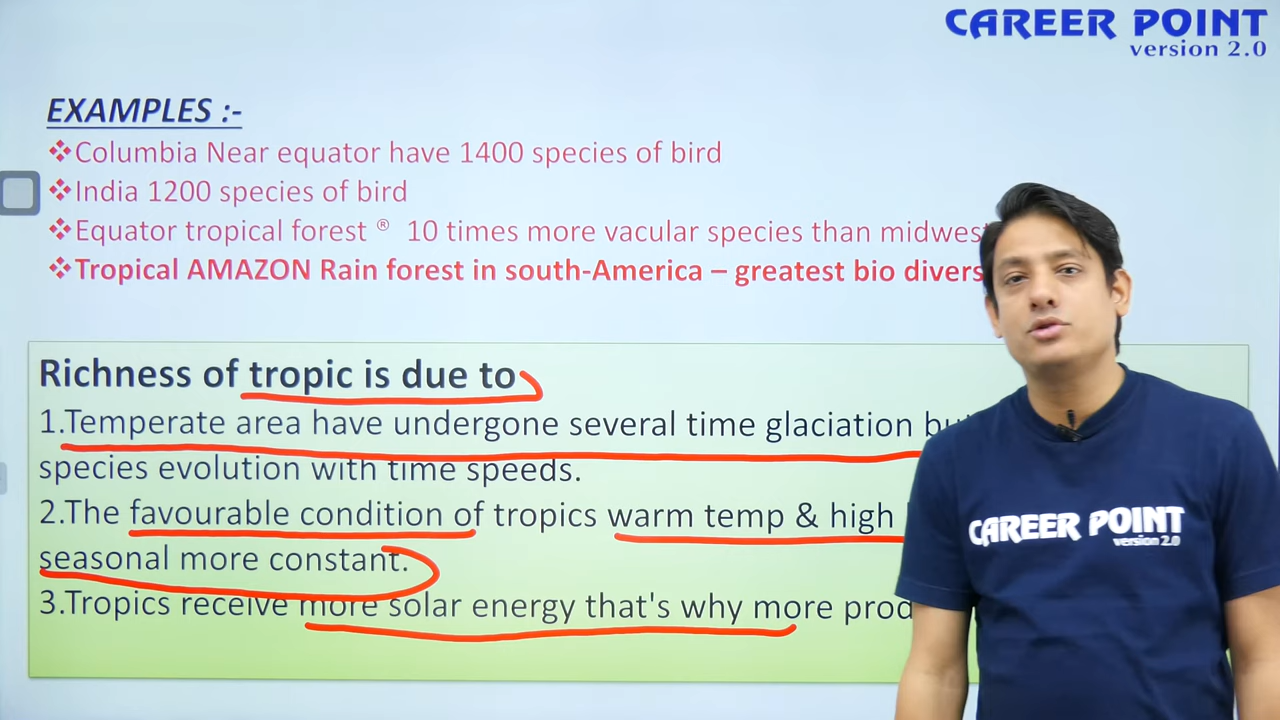 CAREER POINT
version 2.0
EXAMPLES :-
❖Columbia Near equator have 1400 species of bird
❖India 1200 species of bird
❖Equator tropical forest ® 10 times more vacular species than midwest
❖Tropical AMAZON Rain forest in south-America – greatest bio divers
Richness of tropic is due to
1.Temperate area have undergone several time glaciation
species evolution with time speeds.
2.The favourable condition of tropics warm temp & high
seasonal more constant.
3.Tropics receive more solar energy that's why more prod
CAREER POINT
version 2.0